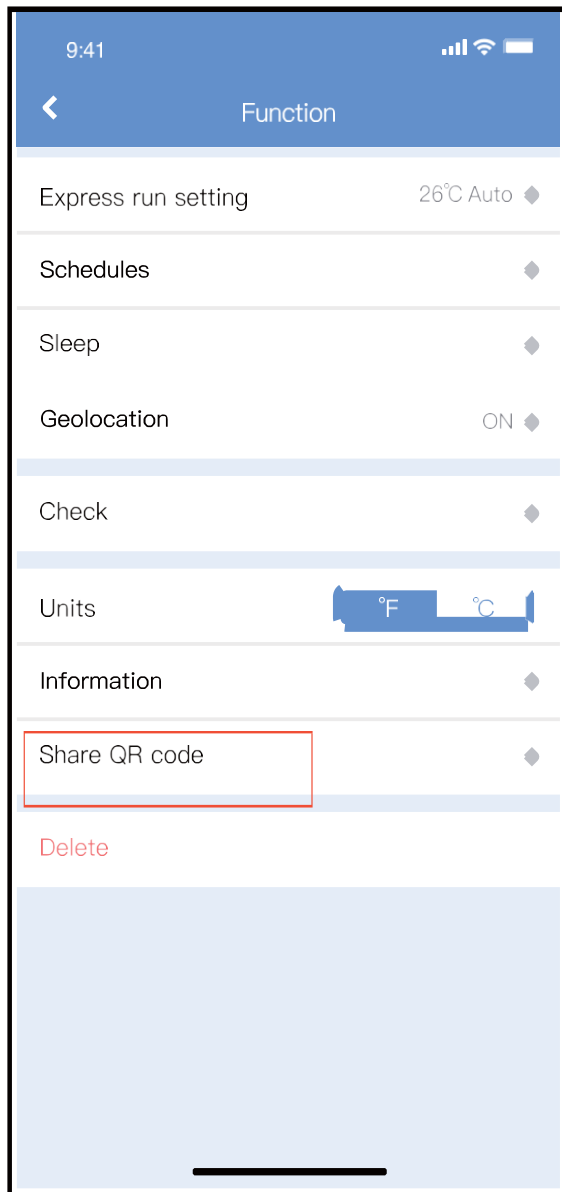 9:41
Function
Express run setting 26℃ Auto
Schedules
Sleep
Geolocation ON
Check
Units ℉ ℃
Information
Share QR code
Delete